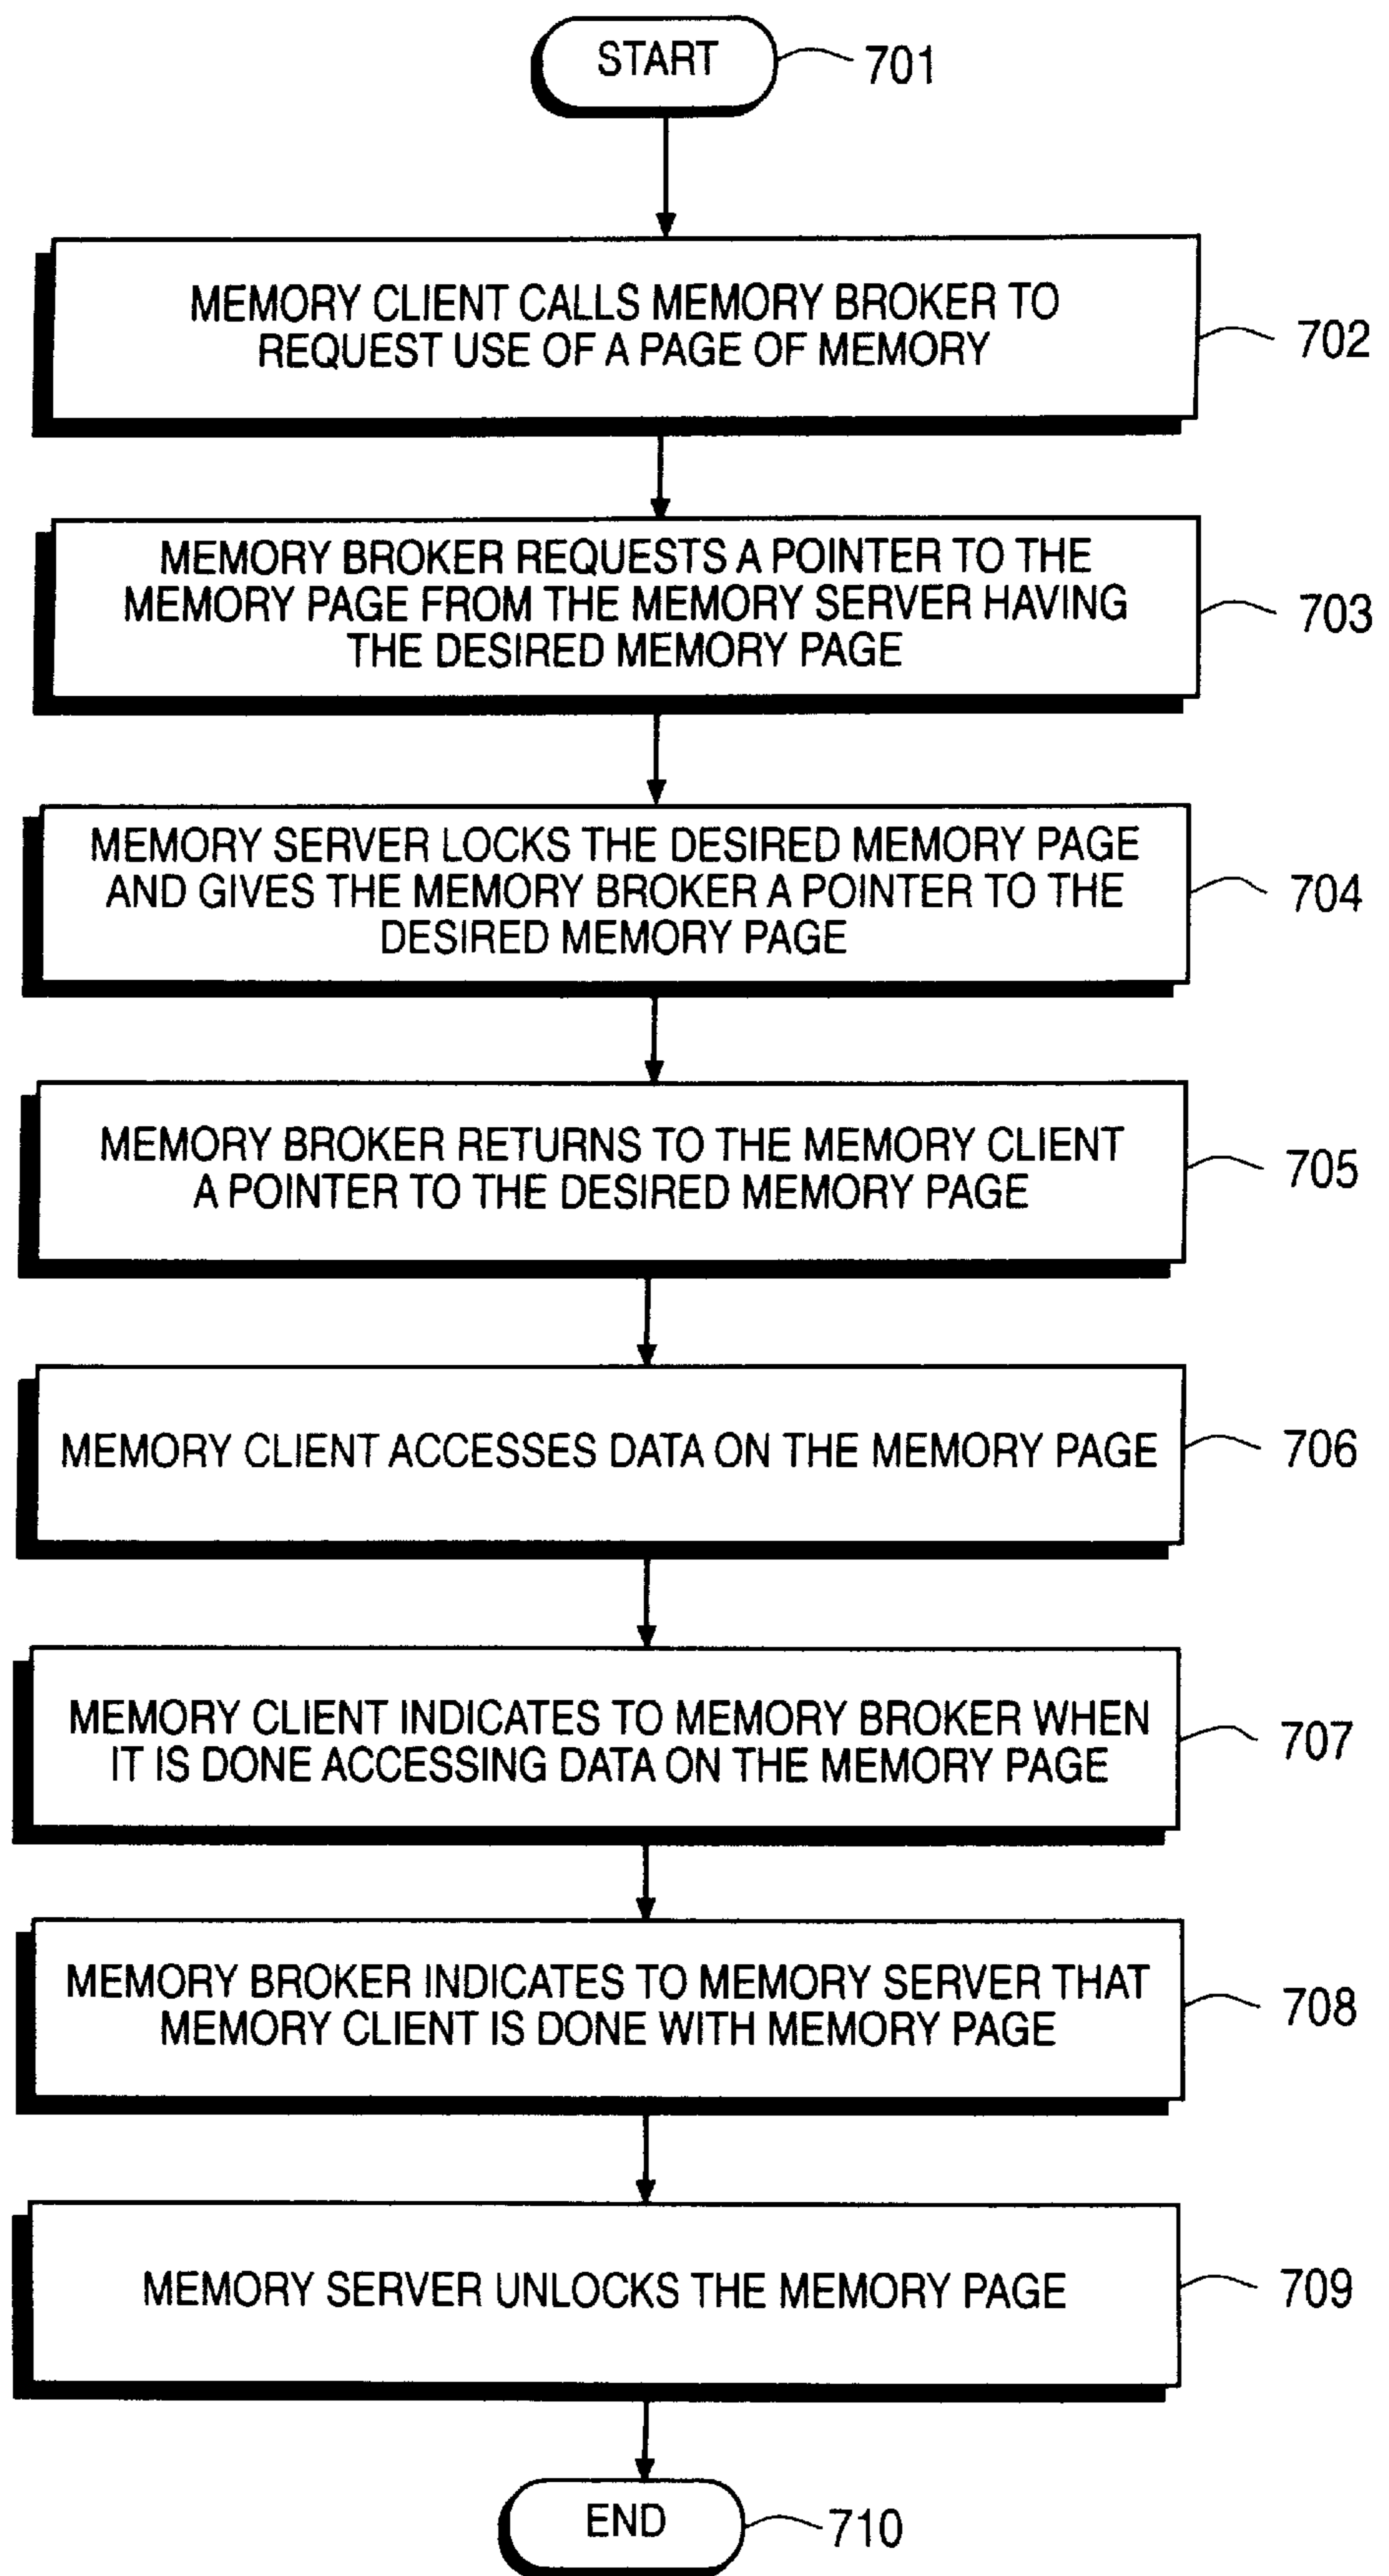 START
701
MEMORY CLIENT CALLS MEMORY BROKER TO
REQUEST USE OF A PAGE OF MEMORY
702
MEMORY BROKER REQUESTS A POINTER TO THE
MEMORY PAGE FROM THE MEMORY SERVER HAVING
THE DESIRED MEMORY PAGE
703
MEMORY SERVER LOCKS THE DESIRED MEMORY PAGE
AND GIVES THE MEMORY BROKER A POINTER TO THE
DESIRED MEMORY PAGE
704
MEMORY BROKER RETURNS TO THE MEMORY CLIENT
A POINTER TO THE DESIRED MEMORY PAGE
705
MEMORY CLIENT ACCESSES DATA ON THE MEMORY PAGE
706
MEMORY CLIENT INDICATES TO MEMORY BROKER WHEN
IT IS DONE ACCESSING DATA ON THE MEMORY PAGE
707
MEMORY BROKER INDICATES TO MEMORY SERVER THAT
MEMORY CLIENT IS DONE WITH MEMORY PAGE
708
MEMORY SERVER UNLOCKS THE MEMORY PAGE
709
END
710